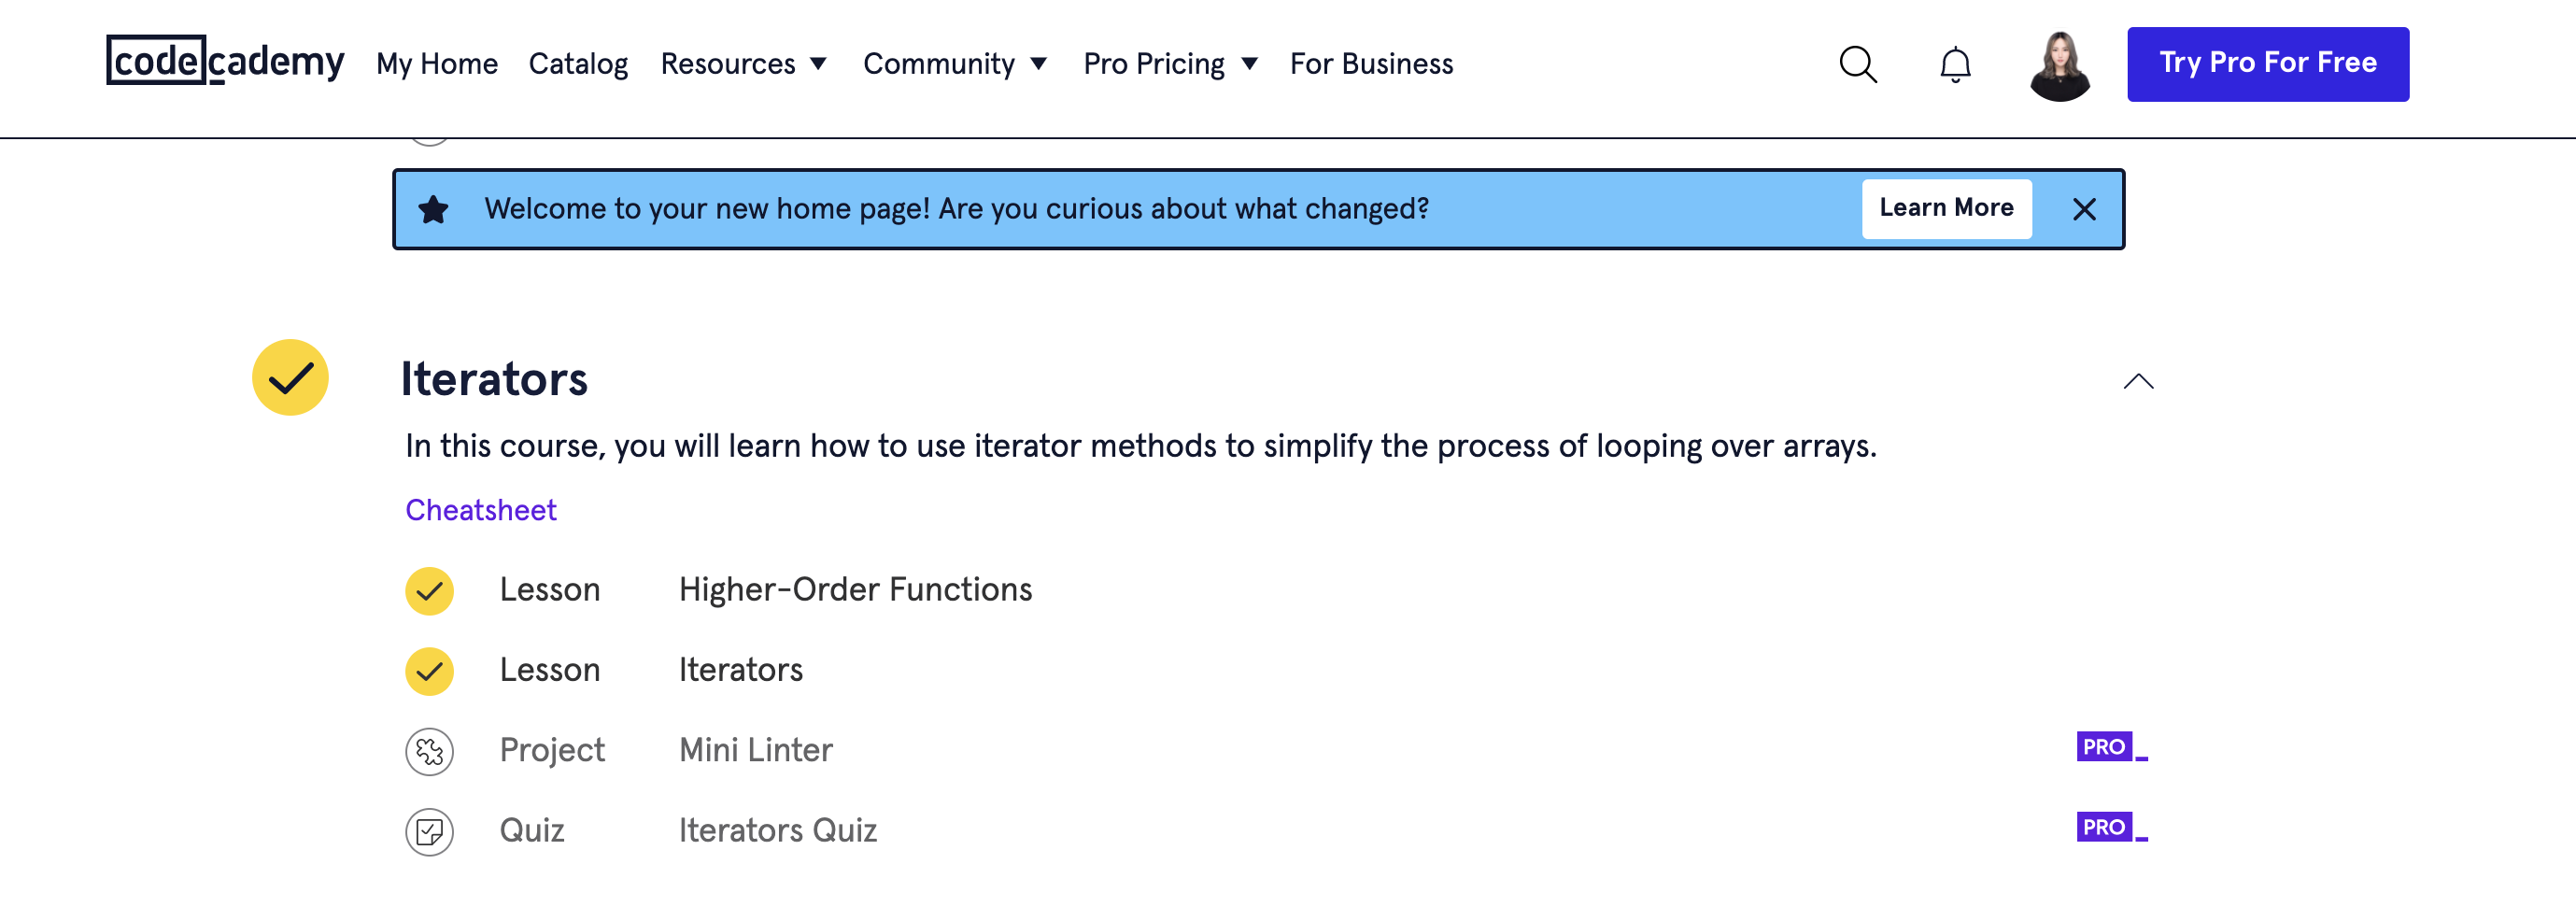 codecademy My Home Catalog Resources Community Pro Pricing For Business Try Pro For Free
Welcome to your new home page! Are you curious about what changed? Learn More
Iterators
In this course, you will learn how to use iterator methods to simplify the process of looping over arrays.
Cheatsheet
Lesson Higher-Order Functions
Lesson Iterators
Project Mini Linter PRO
Quiz Iterators Quiz PRO